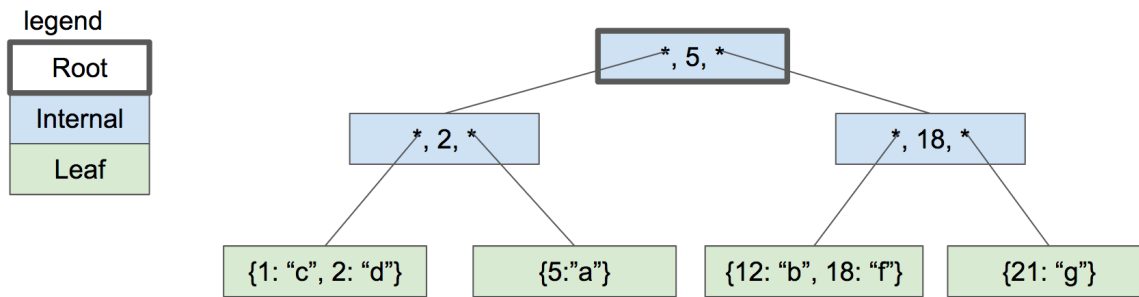 legend
Root
Internal
Leaf
*, 5, *
*, 2, *
*, 18, *
{1: “c”, 2: “d”}
{5:”a”}
{12: “b”, 18: “f”}
{21: “g”}